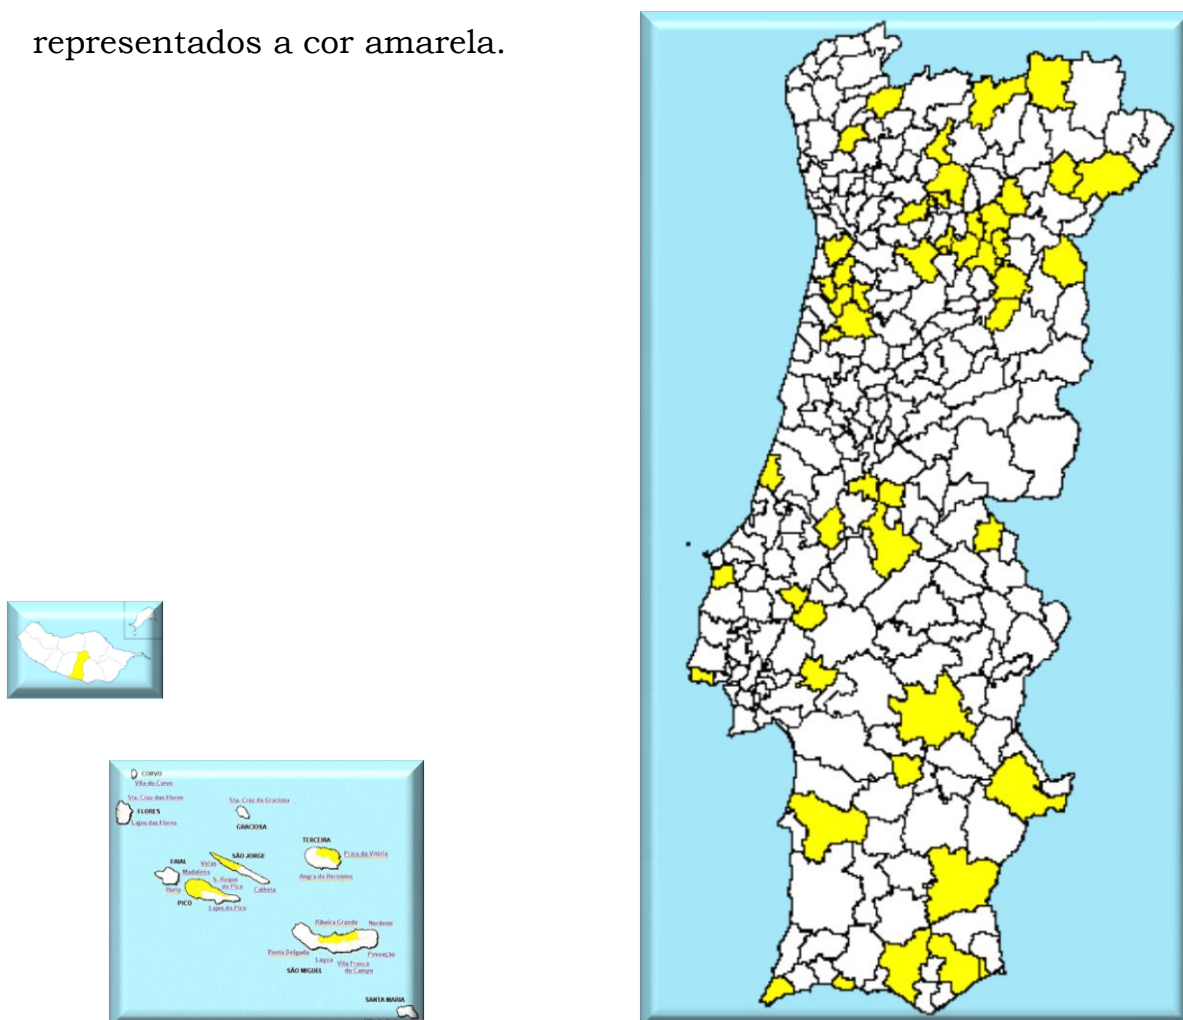 representados a cor amarela.
CORVO
Vila do Corvo
Sta. Cruz das Flores
FLORES
Lajes das Flores
Sta. Cruz da Graciosa
GRACIOSA
TERCEIRA
Praia da Vitória
Angra do Heroísmo
SÃO JORGE
Velas
Calheta
FAIAL
Horta
Madalena
S. Roque
do Pico
PICO
Lajes do Pico
Ribeira Grande
Nordeste
Ponta Delgada
Lagoa
Vila Franca
do Campo
Povoação
SÃO MIGUEL
SANTA MARIA